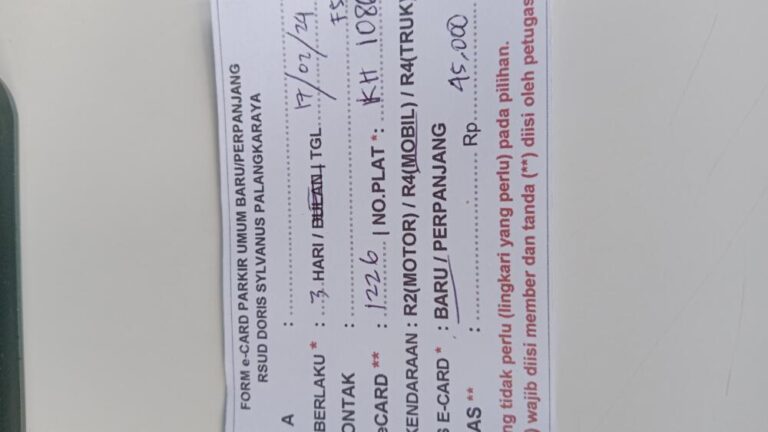 FORM e-CARD PARKIR UMUM BARU/PERPANJANG
RSUD DORIS SYLVANUS PALANGKARAYA
A :
BERLAKU * : 3 HARI / BULAN | TGL 17/02/24
ONTAK :
eCARD ** : 1226 | NO.PLAT *: KH 108
KENDARAAN : R2(MOTOR) / R4(MOBIL) / R4(TRUK)
S E-CARD * : BARU / PERPANJANG
AS ** : Rp 45,000
ng tidak perlu (lingkari yang perlu) pada pilihan.
) wajib diisi member dan tanda (**) diisi oleh petugas